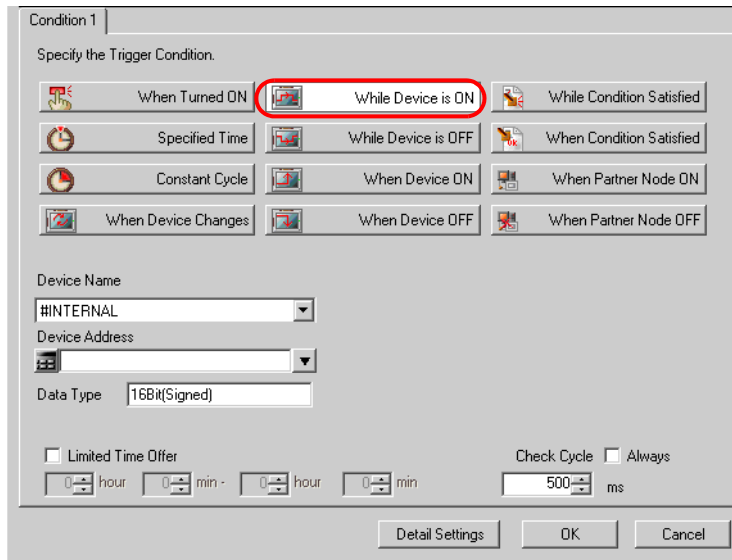 Condition 1
Specify the Trigger Condition.
When Turned ON While Device is ON While Condition Satisfied
Specified Time While Device is OFF When Condition Satisfied
Constant Cycle When Device ON When Partner Node ON
When Device Changes When Device OFF When Partner Node OFF
Device Name
#INTERNAL
Device Address
Data Type 16Bit(Signed)
Limited Time Offer Check Cycle Always
0 hour 0 min - 0 hour 0 min 500 ms
Detail Settings OK Cancel